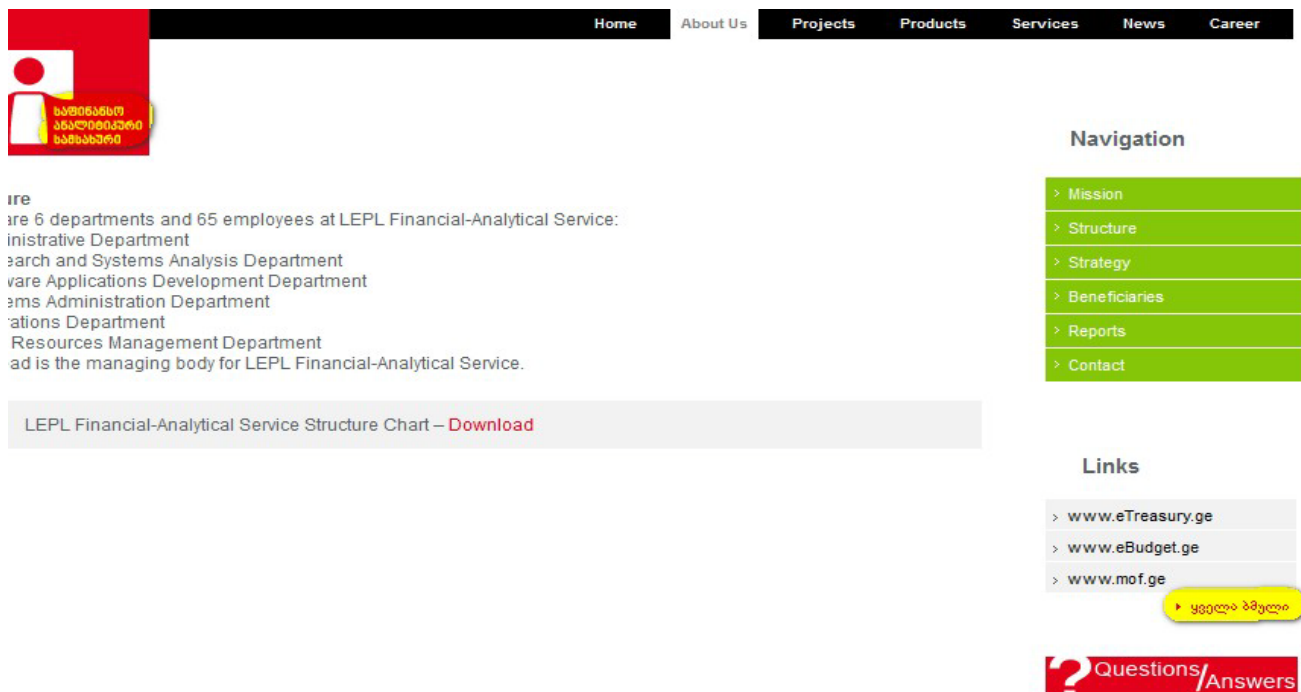 Home About Us Projects Products Services News Career
საფინანსო
ანალიტიკური
სამსახური
ure
are 6 departments and 65 employees at LEPL Financial-Analytical Service:
inistrative Department
earch and Systems Analysis Department
ware Applications Development Department
ems Administration Department
rations Department
Resources Management Department
ad is the managing body for LEPL Financial-Analytical Service.
LEPL Financial-Analytical Service Structure Chart – Download
Navigation
Mission
Structure
Strategy
Beneficiaries
Reports
Contact
Links
www.eTreasury.ge
www.eBudget.ge
www.mof.ge
ყველა ბმული
? Questions/Answers